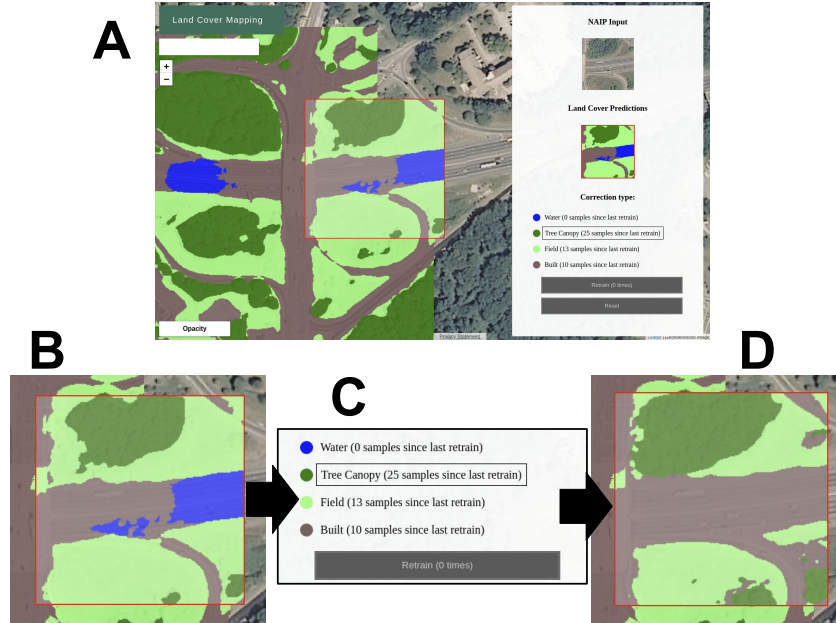 A
Land Cover Mapping
+
−
Opacity
Privacy Statement
NAIP Input
Land Cover Predictions
Correction type:
Water (0 samples since last retrain)
Tree Canopy (25 samples since last retrain)
Field (13 samples since last retrain)
Built (10 samples since last retrain)
Retrain (0 times)
Reset
B
C
D
Water (0 samples since last retrain)
Tree Canopy (25 samples since last retrain)
Field (13 samples since last retrain)
Built (10 samples since last retrain)
Retrain (0 times)